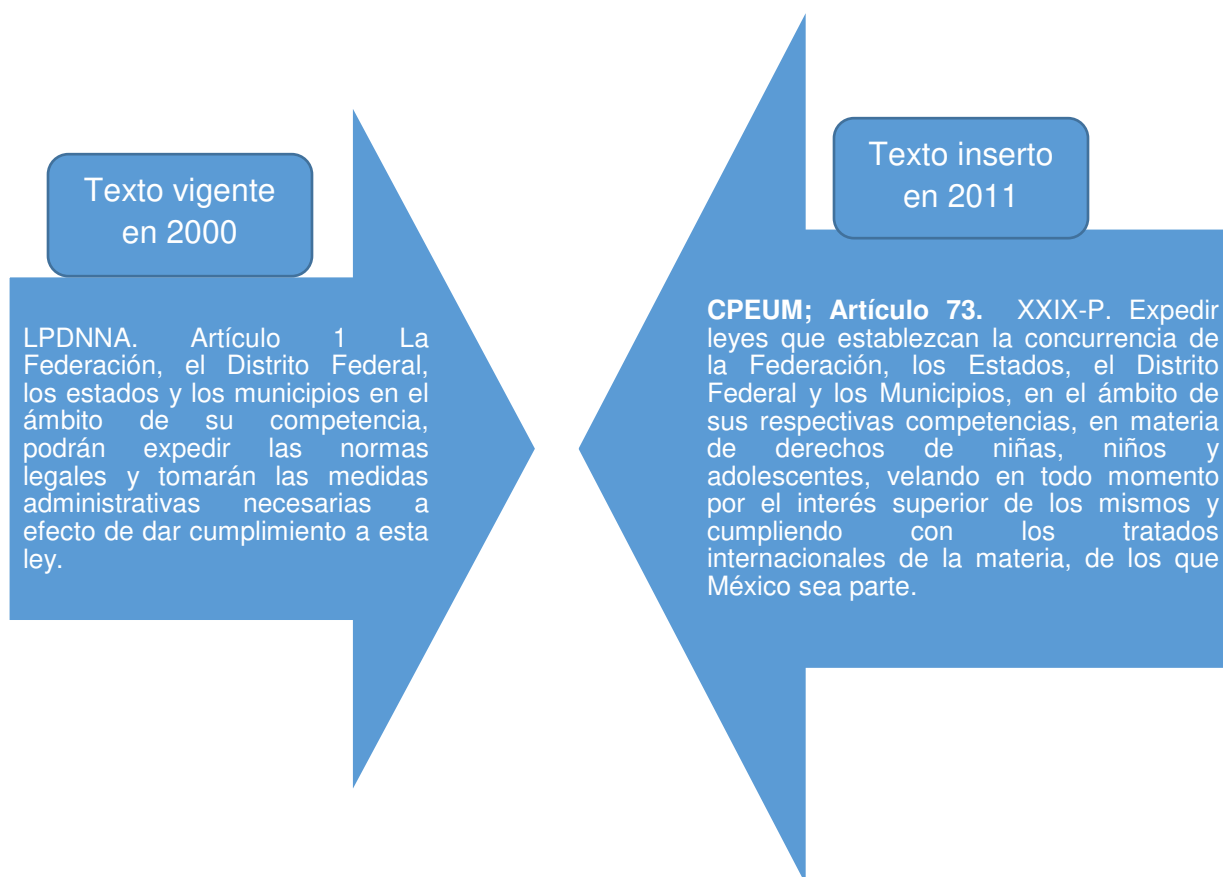 Texto vigente
en 2000
LPDNNA. Artículo 1 La
Federación, el Distrito Federal,
los estados y los municipios en el
ámbito de su competencia,
podrán expedir las normas
legales y tomarán las medidas
administrativas necesarias a
efecto de dar cumplimiento a esta
ley.
Texto inserto
en 2011
CPEUM; Artículo 73. XXIX-P. Expedir
leyes que establezcan la concurrencia de
la Federación, los Estados, el Distrito
Federal y los Municipios, en el ámbito de
sus respectivas competencias, en materia
de derechos de niñas, niños y
adolescentes, velando en todo momento
por el interés superior de los mismos y
cumpliendo con los tratados
internacionales de la materia, de los que
México sea parte.